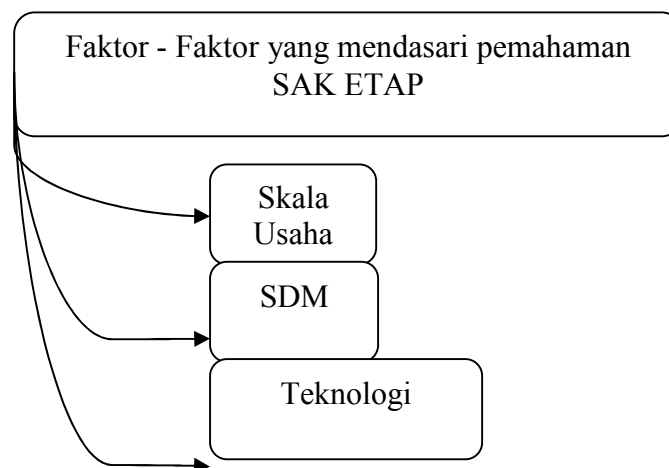 Faktor - Faktor yang mendasari pemahaman
SAK ETAP
Skala
Usaha
SDM
Teknologi